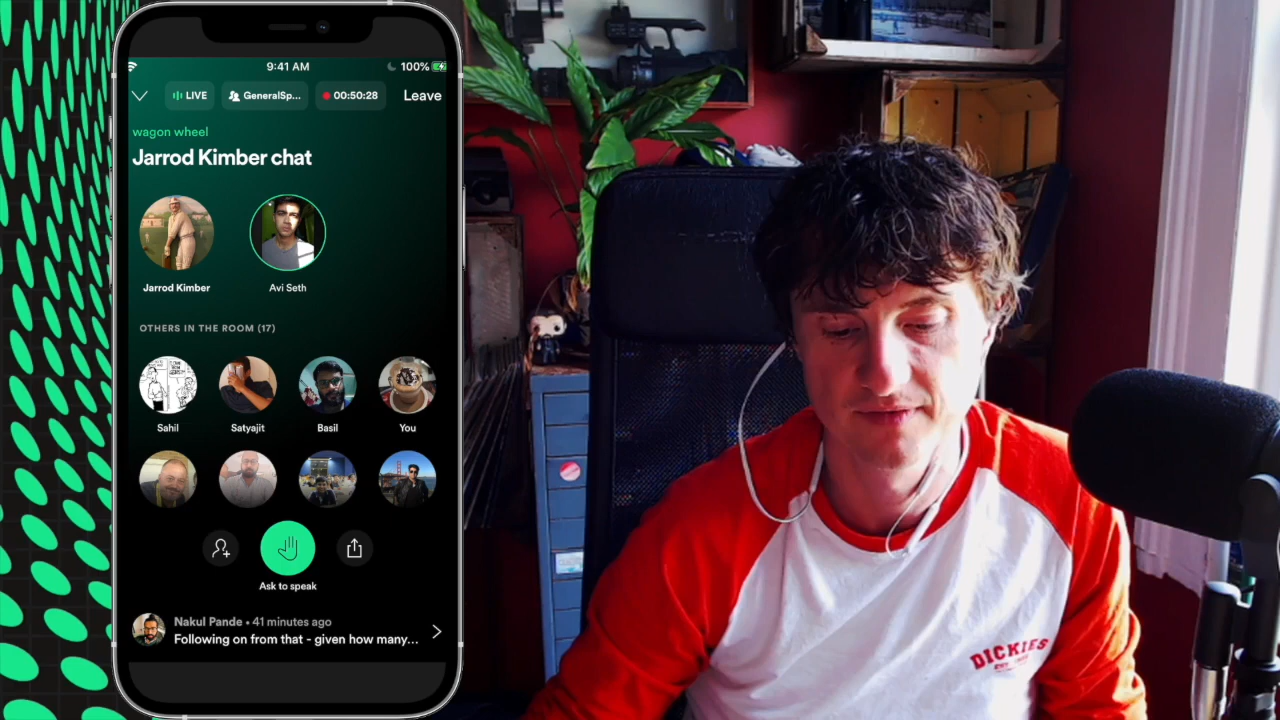 9:41 AM
100%
LIVE
GeneralSp...
00:50:28
Leave
wagon wheel
Jarrod Kimber chat
Jarrod Kimber
Avi Seth
OTHERS IN THE ROOM (17)
Sahil
Satyajit
Basil
You
Ask to speak
Nakul Pande • 41 minutes ago
Following on from that - given how many...
DICKIES